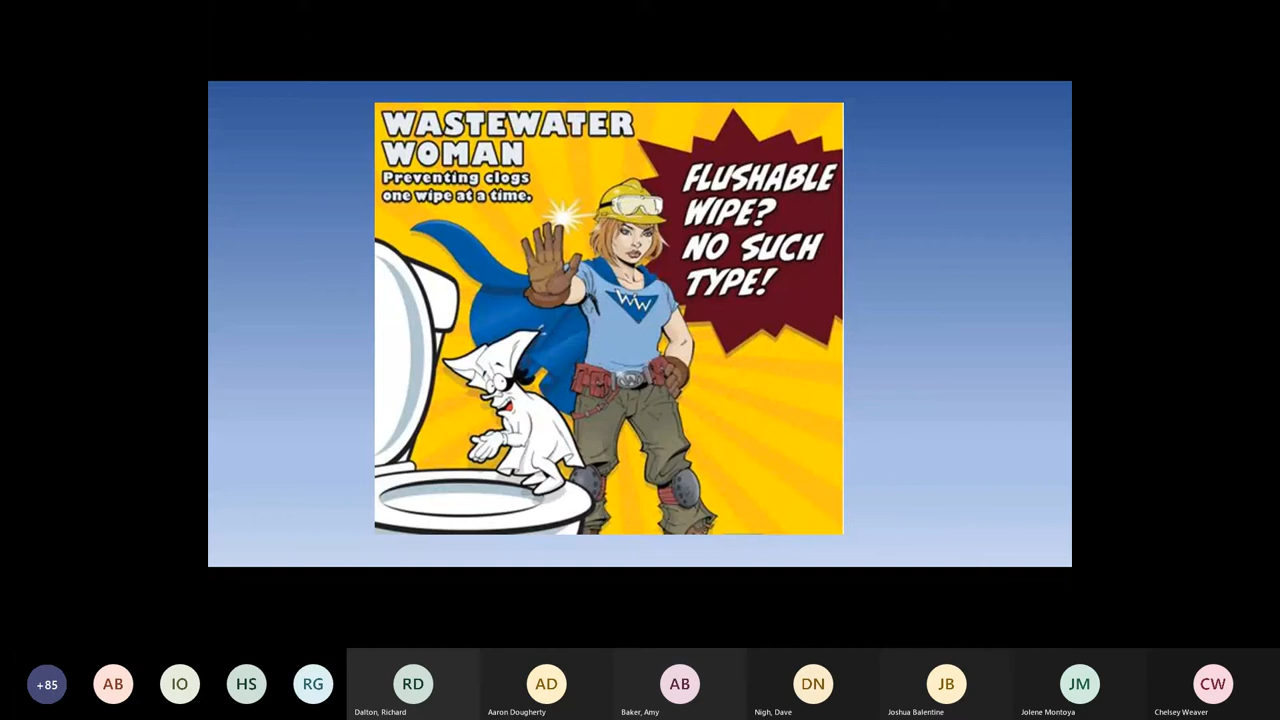 WASTEWATER
WOMAN
Preventing clogs
one wipe at a time.
FLUSHABLE
WIPE?
NO SUCH
TYPE!
WW
W
+85
AB
IO
HS
RG
RD
AD
AB
DN
JB
JM
CW
Dalton, Richard
Aaron Dougherty
Baker, Amy
Nigh, Dave
Joshua Balentine
Jolene Montoya
Chelsey Weaver